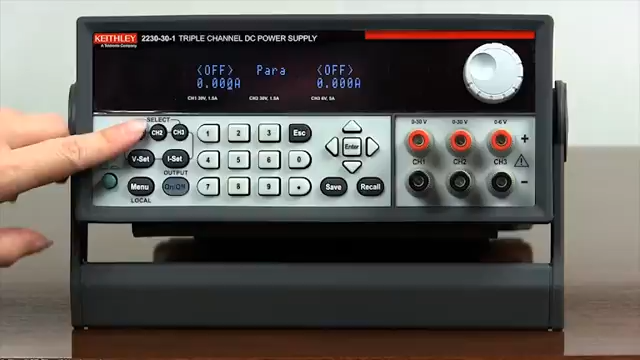 KEITHLEY
A Tektronix Company
2230-30-1 TRIPLE CHANNEL DC POWER SUPPLY
(OFF) Para (OFF)
0.000A 0.000A
CH1 30V, 1.5A CH2 30V, 1.5A CH3 6V, 5A
SELECT
CH2 CH3 1 2 3 Esc
V-Set I-Set 4 5 6 0 Enter
OUTPUT
Menu On/Off 7 8 9 • Save Recall
LOCAL
0-30 V 0-30 V 0-6 V
+
CH1 CH2 CH3
-